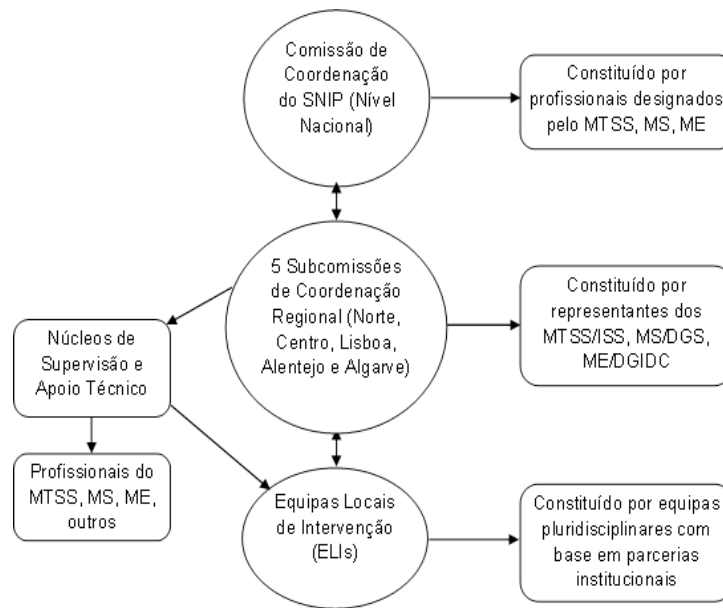 Comissão de
Coordenação
do SNIP (Nível
Nacional)
Constituído por
profissionais designados
pelo MTSS, MS, ME
5 Subcomissões
de Coordenação
Regional (Norte,
Centro, Lisboa,
Alentejo e Algarve)
Constituído por
representantes dos
MTSS/ISS, MS/DGS,
ME/DGIDC
Núcleos de
Supervisão e
Apoio Técnico
Profissionais do
MTSS, MS, ME,
outros
Equipas Locais
de Intervenção
(ELIs)
Constituído por equipas
pluridisciplinares com
base em parcerias
institucionais